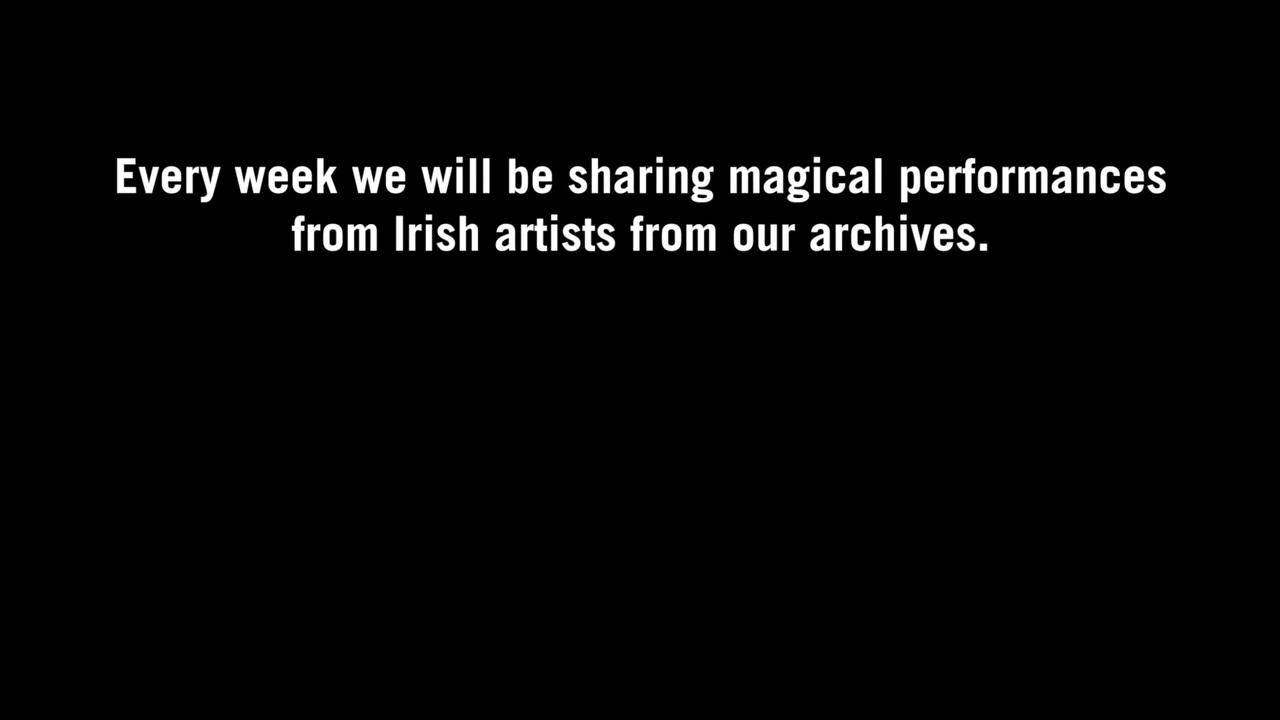 Every week we will be sharing magical performances
from Irish artists from our archives.